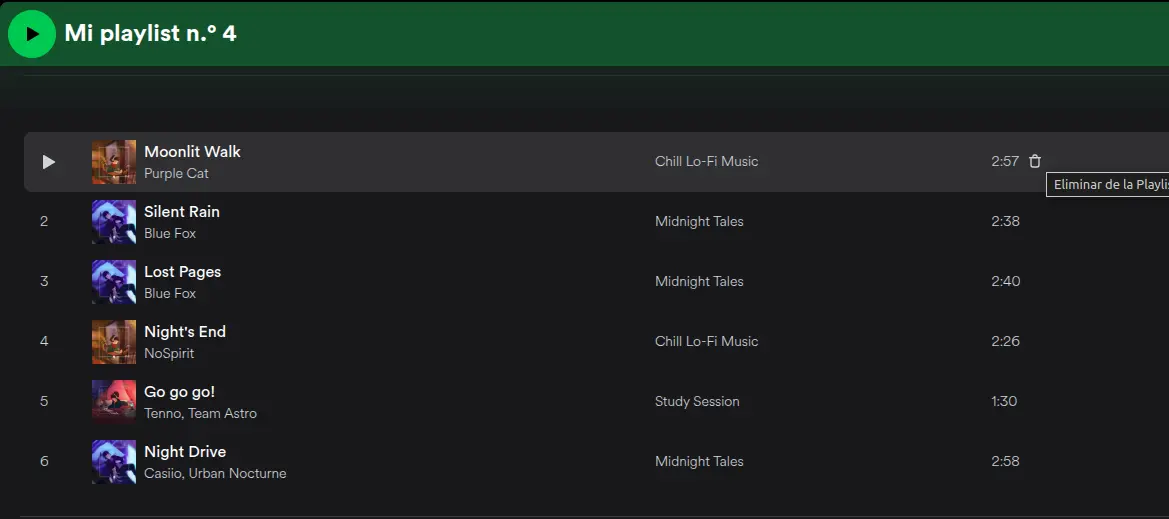 Mi playlist n.º 4
Moonlit Walk
Purple Cat
Chill Lo-Fi Music
2:57
Eliminar de la Playli
2
Silent Rain
Blue Fox
Midnight Tales
2:38
3
Lost Pages
Blue Fox
Midnight Tales
2:40
4
Night's End
NoSpirit
Chill Lo-Fi Music
2:26
5
Go go go!
Tenno, Team Astro
Study Session
1:30
6
Night Drive
Casiio, Urban Nocturne
Midnight Tales
2:58